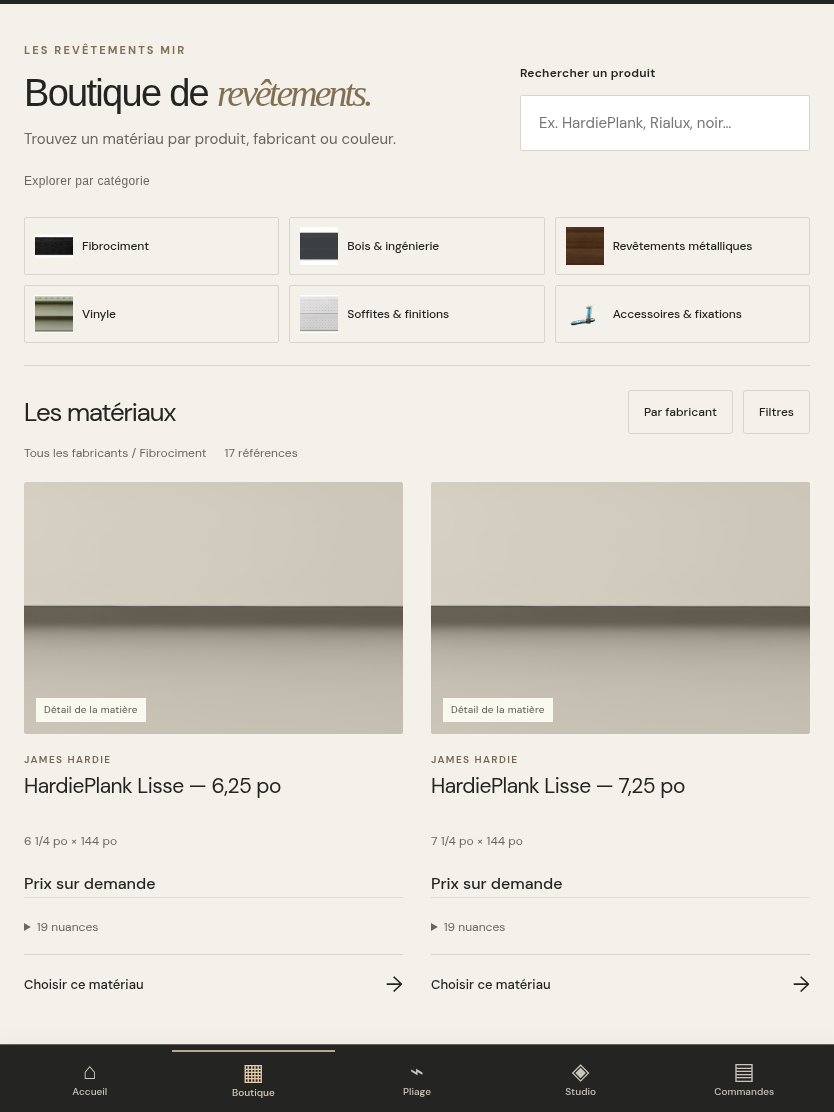 LES REVÊTEMENTS MIR
Boutique de revêtements.
Trouvez un matériau par produit, fabricant ou couleur.
Rechercher un produit
Ex. HardiePlank, Rialux, noir…
Explorer par catégorie
Fibrociment
Bois & ingénierie
Revêtements métalliques
Vinyle
Soffites & finitions
Accessoires & fixations
Les matériaux
Par fabricant
Filtres
Tous les fabricants / Fibrociment 17 références
Détail de la matière
Détail de la matière
JAMES HARDIE
HardiePlank Lisse — 6,25 po
6 1/4 po × 144 po
Prix sur demande
19 nuances
Choisir ce matériau
JAMES HARDIE
HardiePlank Lisse — 7,25 po
7 1/4 po × 144 po
Prix sur demande
19 nuances
Choisir ce matériau
Accueil
Boutique
Pliage
Studio
Commandes